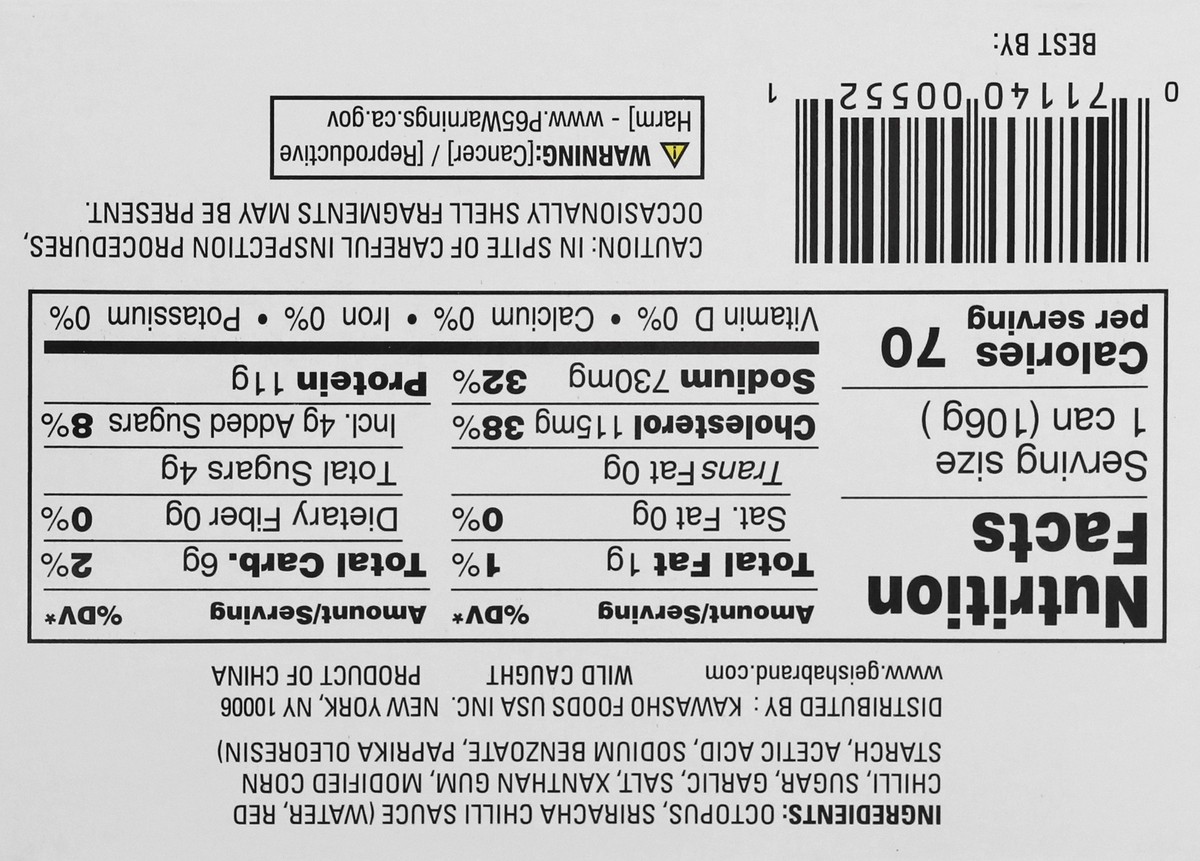 INGREDIENTS: OCTOPUS, SRIRACHA CHILLI SAUCE (WATER, RED
CHILLI, SUGAR, GARLIC, SALT, XANTHAN GUM, MODIFIED CORN
STARCH, ACETIC ACID, SODIUM BENZOATE, PAPRIKA OLEORESIN)
DISTRIBUTED BY : KAWASHO FOODS USA INC. NEW YORK, NY 10006
www.geishabrand.com WILD CAUGHT PRODUCT OF CHINA
Nutrition
Facts
Serving size
1 can (106g )
Calories 70
per serving
Amount/Serving %DV*
Total Fat 1g 1%
Sat. Fat 0g 0%
Trans Fat 0g
Cholesterol 115mg 38%
Sodium 730mg 32%
Amount/Serving %DV*
Total Carb. 6g 2%
Dietary Fiber 0g 0%
Total Sugars 4g
Incl. 4g Added Sugars 8%
Protein 11g
Vitamin D 0% • Calcium 0% • Iron 0% • Potassium 0%
CAUTION: IN SPITE OF CAREFUL INSPECTION PROCEDURES,
OCCASIONALLY SHELL FRAGMENTS MAY BE PRESENT.
WARNING:[Cancer] / [Reproductive
Harm] - www.P65Warnings.ca.gov
0 71140 00552 1
BEST BY: